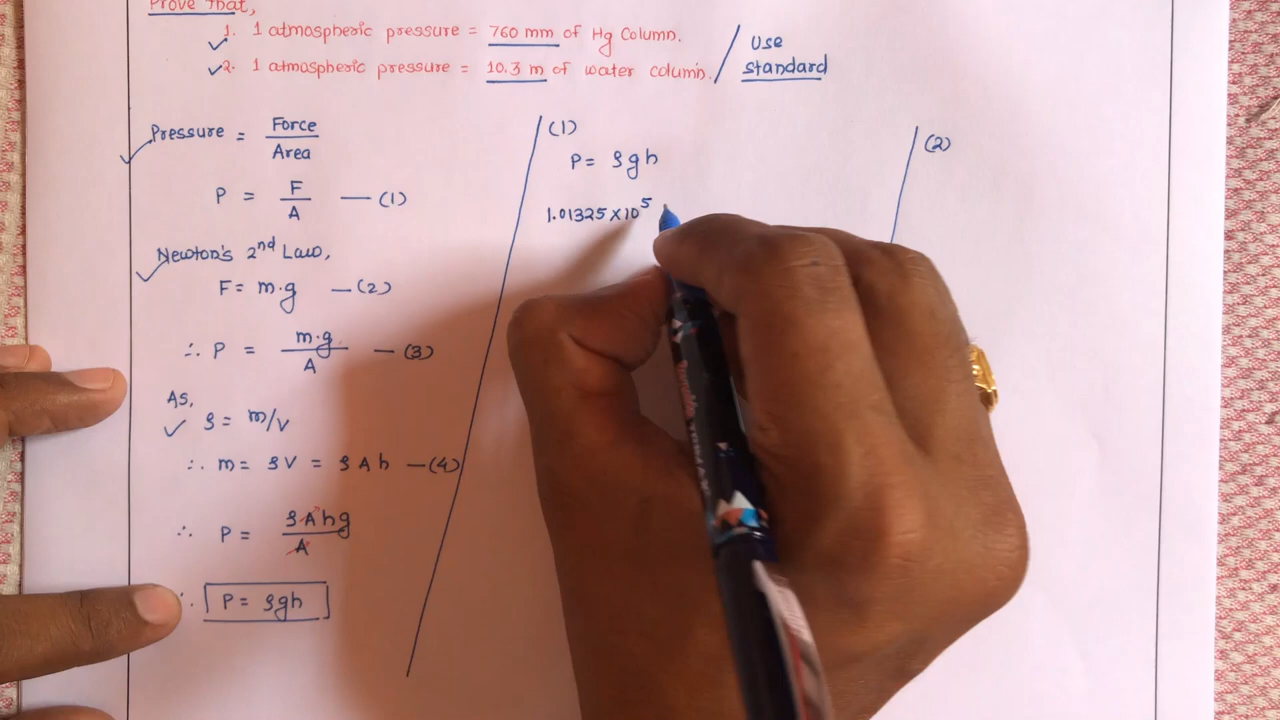 Prove That,
1. 1 atmospheric pressure = 760 mm of Hg Column.
2. 1 atmospheric pressure = 10.3 m of water column.
Use
standard
Pressure = Force
Area
P = F
A
— (1)
Newton's 2nd Law,
F = m.g — (2)
∴ P = m.g
A
— (3)
As,
ρ = m/v
∴ m = ρV = ρAh — (4)
∴ P = ρAhg
A
∴ P = ρgh
(1)
P = ρgh
1.01325 × 10⁵
(2)